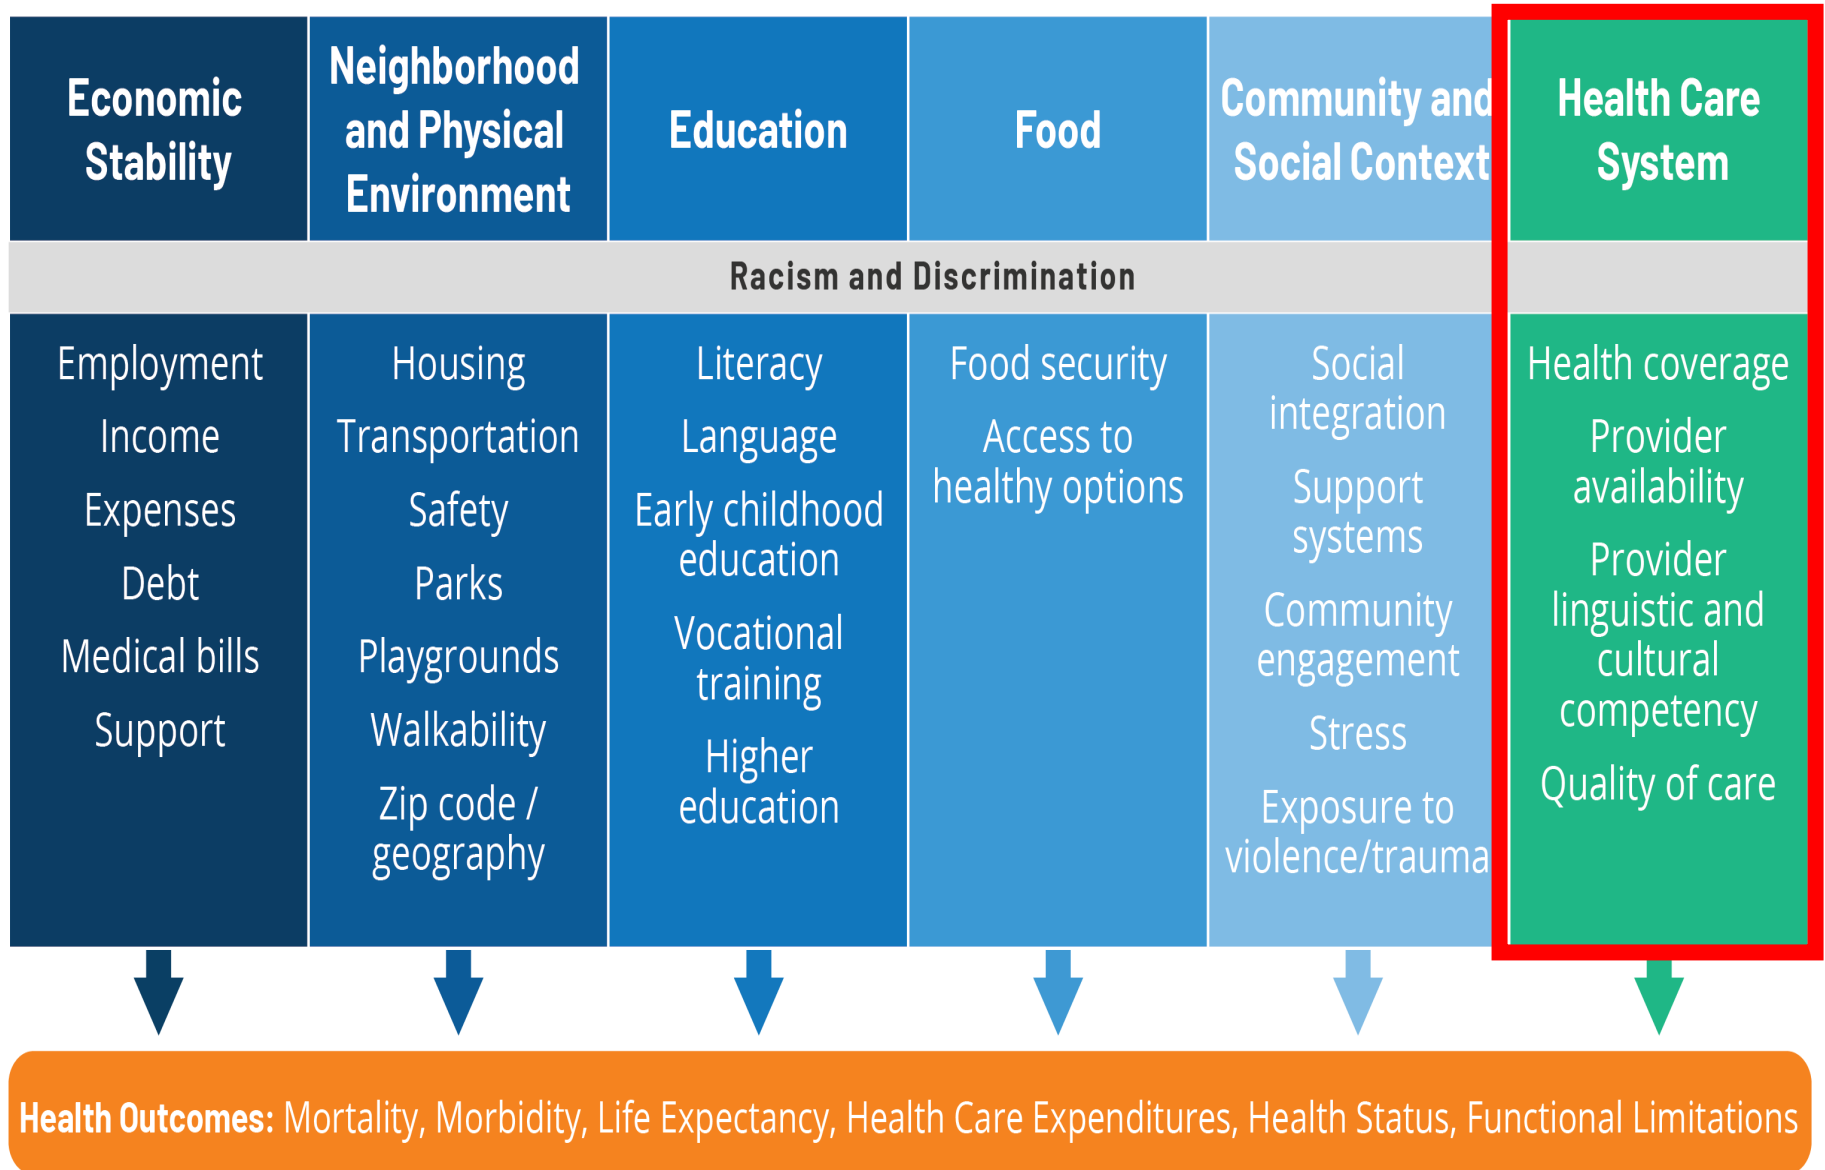 Economic
Stability
Neighborhood
and Physical
Environment
Education
Food
Community and
Social Context
Health Care
System
Racism and Discrimination
Employment
Income
Expenses
Debt
Medical bills
Support
Housing
Transportation
Safety
Parks
Playgrounds
Walkability
Zip code /
geography
Literacy
Language
Early childhood
education
Vocational
training
Higher
education
Food security
Access to
healthy options
Social
integration
Support
systems
Community
engagement
Stress
Exposure to
violence/trauma
Health coverage
Provider
availability
Provider
linguistic and
cultural
competency
Quality of care
Health Outcomes: Mortality, Morbidity, Life Expectancy, Health Care Expenditures, Health Status, Functional Limitations